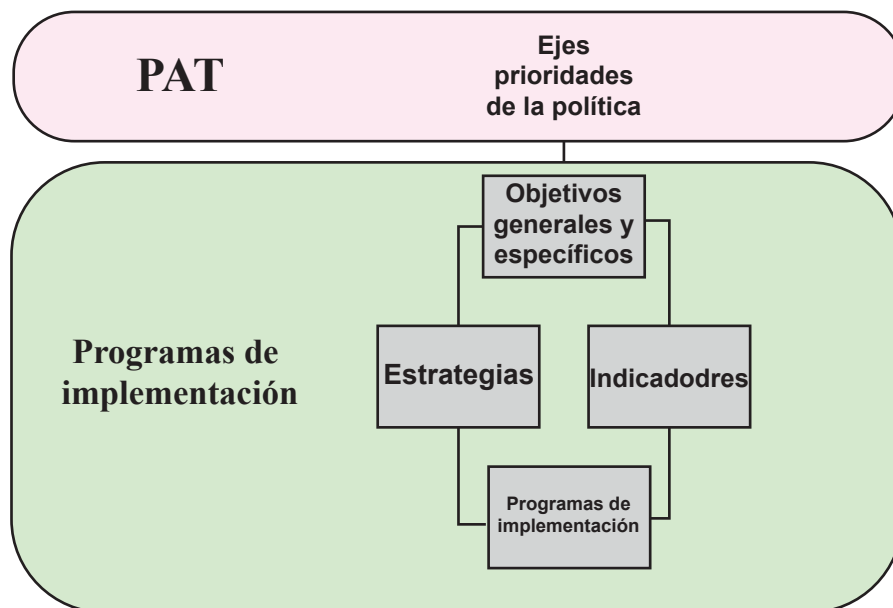 PAT
Ejes
prioridades
de la política
Objetivos
generales y
específicos
Programas de
implementación
Estrategias
Indicadodres
Programas de
implementación